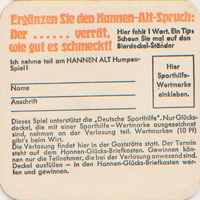 Ergänzen Sie den Hannen-Alt-Spruch:
Der ...... verrät,
wie gut es schmeckt!
Hier fehlt 1 Wort. Ein Tip:
Schaun Sie mal auf den
Bierdeckel-Ständer
Ich nehme teil am HANNEN ALT Humpen-
Spiel!
Name
Anschrift
Hier
Sporthilfe-
Wertmarke
einkleben.
Dieses Spiel unterstützt die „Deutsche Sporthilfe". Nur Glücks-
deckel, die mit einer Sporthilfe-Wertmarke ausgezeichnet
sind, nehmen an der Verlosung teil. Wertmarken (10 Pf)
gibt's beim Wirt.
Die Verlosung findet hier in der Gaststätte statt. Der Termin
steht auf dem Hannen-Glücks-Briefkasten. Gewinnen können
nur die Teilnehmer, die bei der Verlosung anwesend sind.
Deckel ausfüllen – in den Hannen-Glücks-Briefkasten wer-
fen und gewinnen.